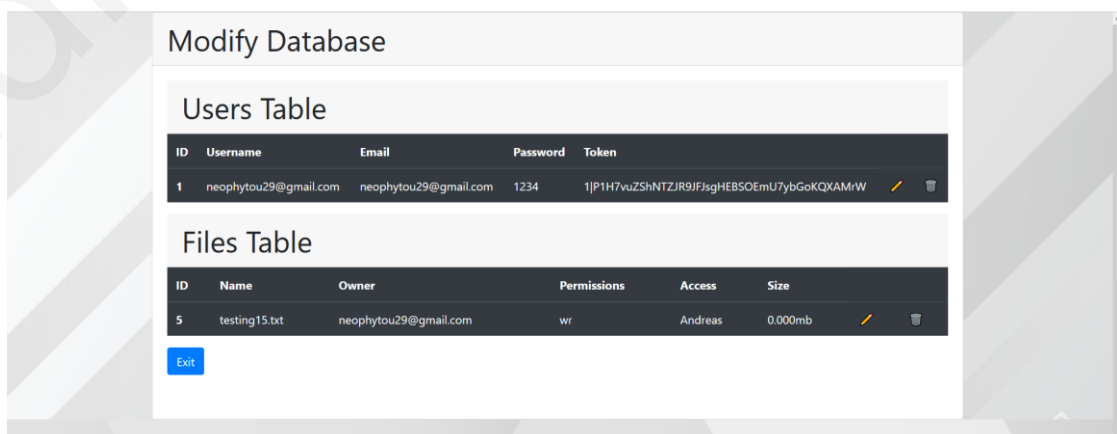 Modify Database
Users Table
ID Username Email Password Token
1 neophytou29@gmail.com neophytou29@gmail.com 1234 1|P1H7vuZShNTZJR9JFJsgHEBSOEmU7ybGoKQXAMrW
Files Table
ID Name Owner Permissions Access Size
5 testing15.txt neophytou29@gmail.com wr Andreas 0.000mb
Exit